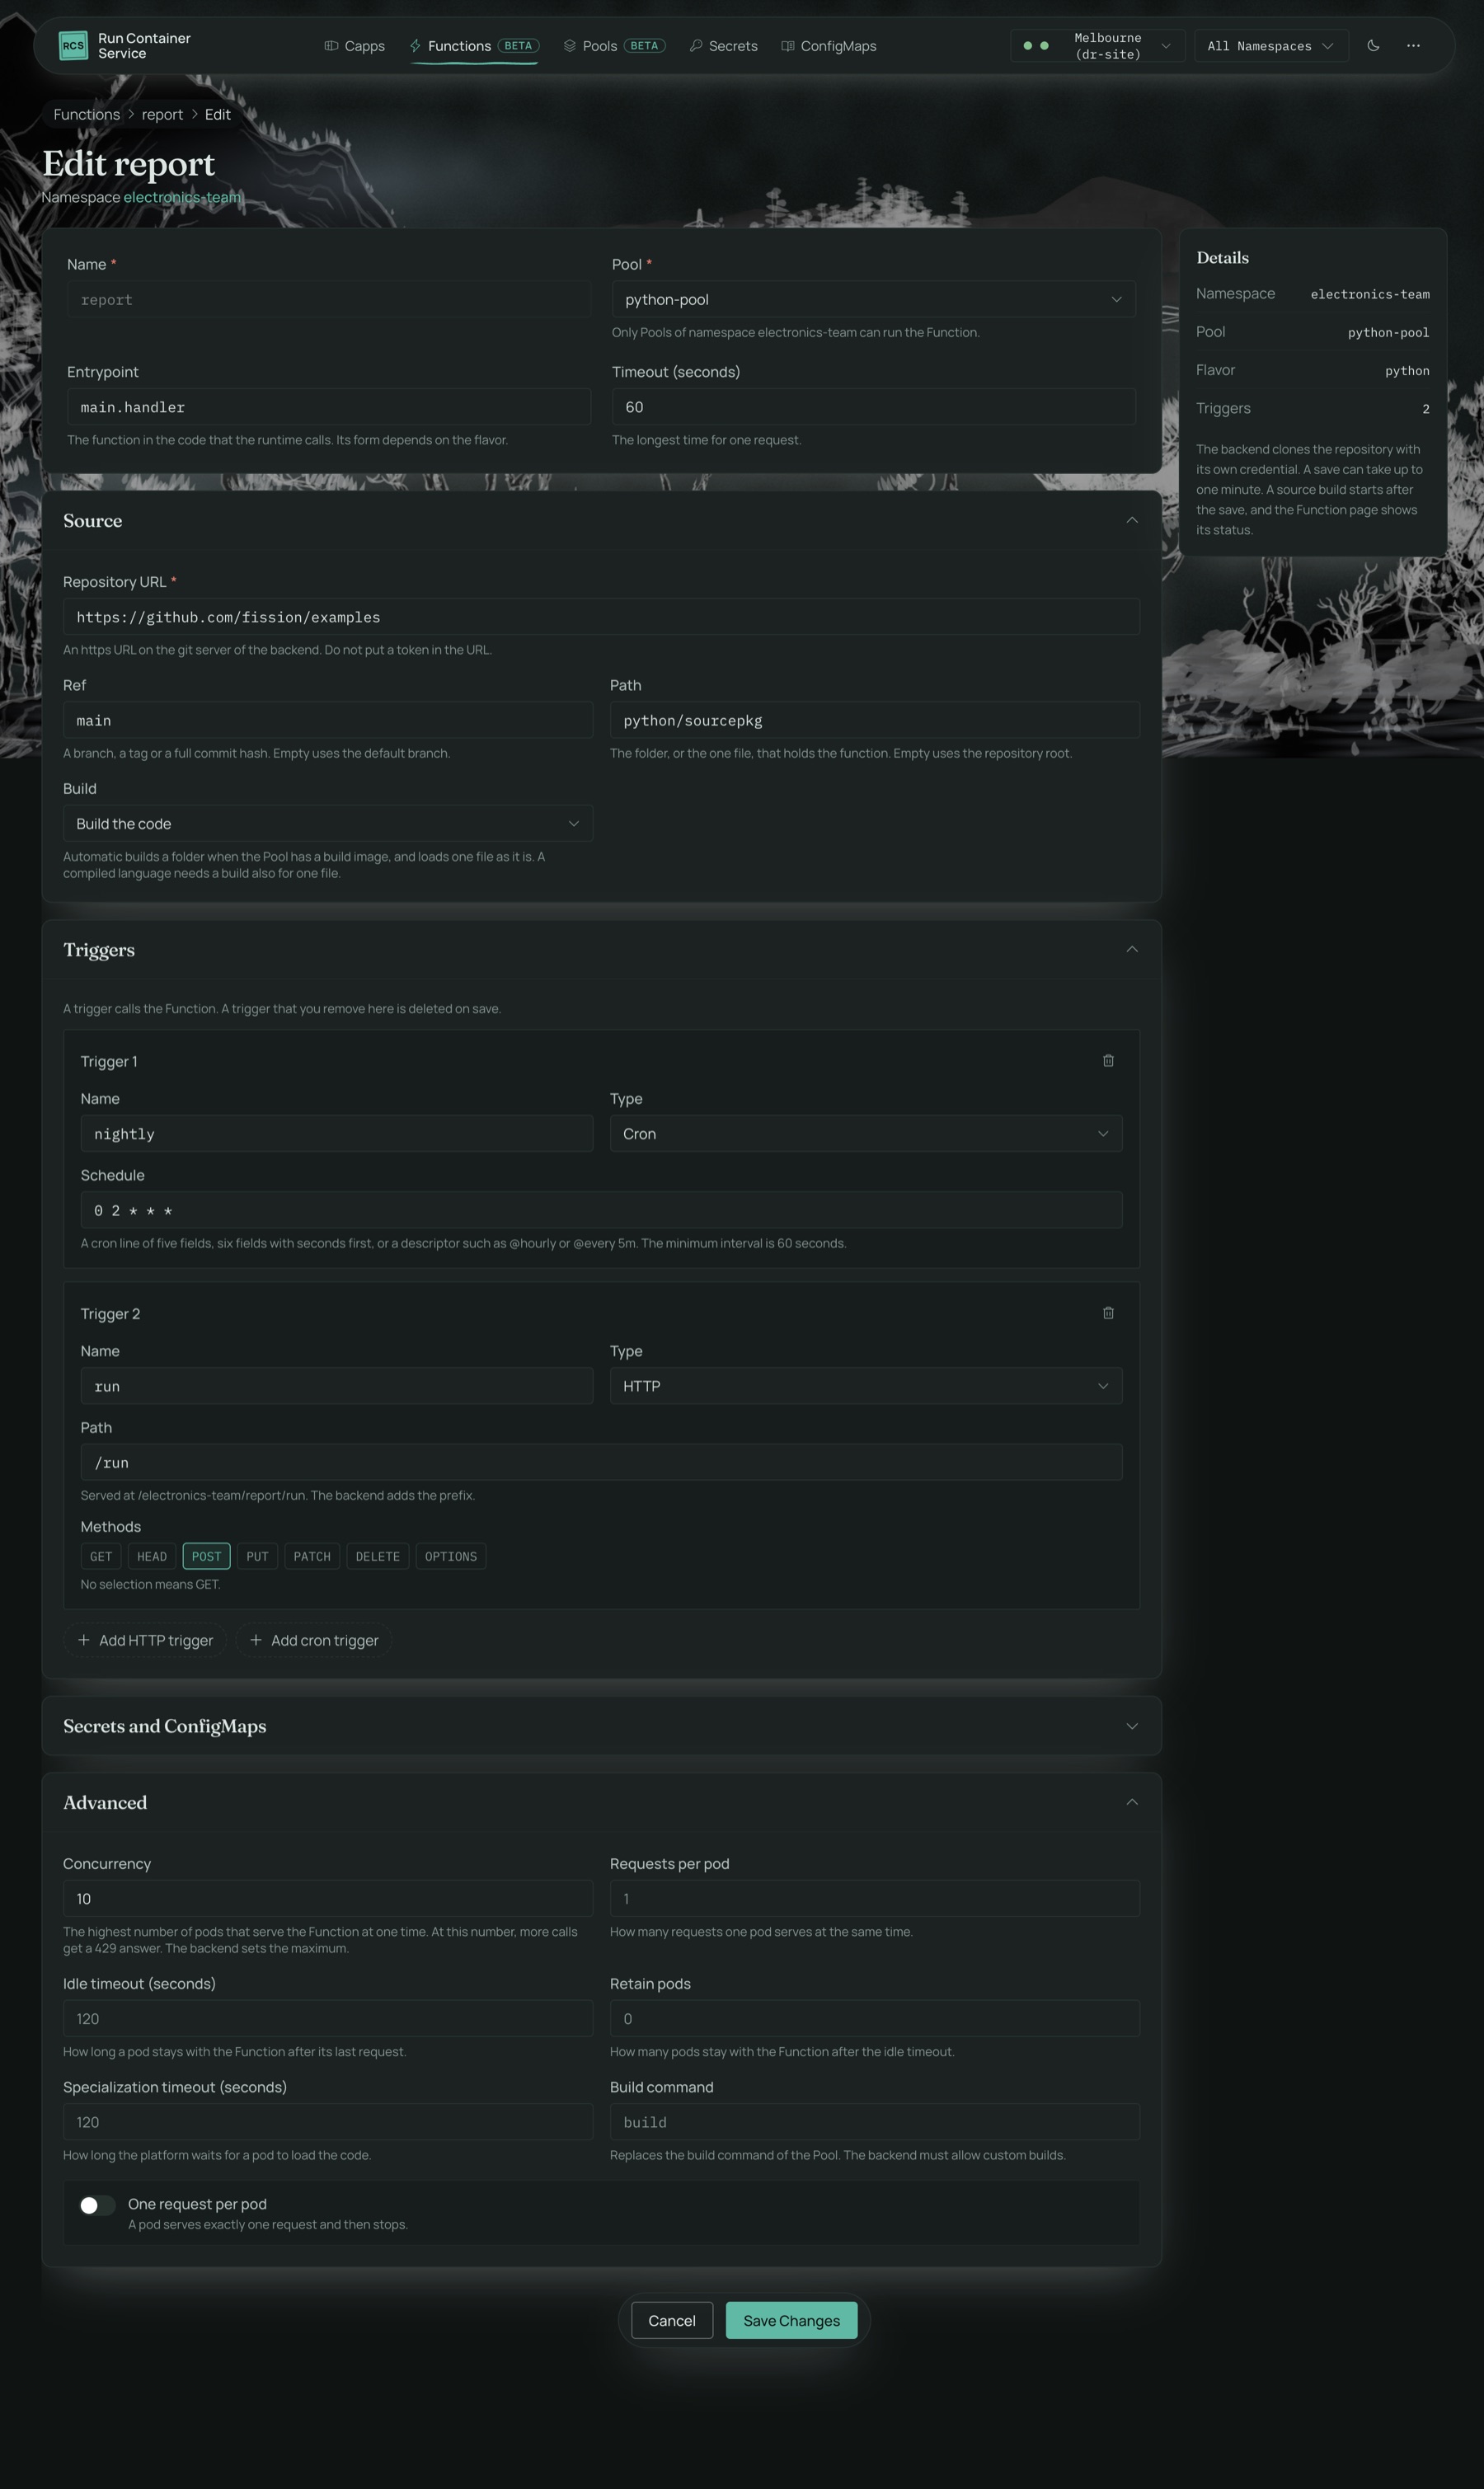 RCS
Run Container
Service
Capps
Functions BETA
Pools BETA
Secrets
ConfigMaps
Melbourne
(dr-site)
All Namespaces
Functions > report > Edit
Edit report
Namespace electronics-team
Name *
report
Pool *
python-pool
Only Pools of namespace electronics-team can run the Function.
Entrypoint
main.handler
The function in the code that the runtime calls. Its form depends on the flavor.
Timeout (seconds)
60
The longest time for one request.
Details
Namespace electronics-team
Pool python-pool
Flavor python
Triggers 2
The backend clones the repository with
its own credential. A save can take up to
one minute. A source build starts after
the save, and the Function page shows
its status.
Source
Repository URL *
https://github.com/fission/examples
An https URL on the git server of the backend. Do not put a token in the URL.
Ref
main
A branch, a tag or a full commit hash. Empty uses the default branch.
Path
python/sourcepkg
The folder, or the one file, that holds the function. Empty uses the repository root.
Build
Build the code
Automatic builds a folder when the Pool has a build image, and loads one file as it is. A
compiled language needs a build also for one file.
Triggers
A trigger calls the Function. A trigger that you remove here is deleted on save.
Trigger 1
Name
nightly
Type
Cron
Schedule
0 2 * * *
A cron line of five fields, six fields with seconds first, or a descriptor such as @hourly or @every 5m. The minimum interval is 60 seconds.
Trigger 2
Name
run
Type
HTTP
Path
/run
Served at /electronics-team/report/run. The backend adds the prefix.
Methods
GET HEAD POST PUT PATCH DELETE OPTIONS
No selection means GET.
+ Add HTTP trigger
+ Add cron trigger
Secrets and ConfigMaps
Advanced
Concurrency
10
The highest number of pods that serve the Function at one time. At this number, more calls
get a 429 answer. The backend sets the maximum.
Requests per pod
1
How many requests one pod serves at the same time.
Idle timeout (seconds)
120
How long a pod stays with the Function after its last request.
Retain pods
0
How many pods stay with the Function after the idle timeout.
Specialization timeout (seconds)
120
How long the platform waits for a pod to load the code.
Build command
build
Replaces the build command of the Pool. The backend must allow custom builds.
One request per pod
A pod serves exactly one request and then stops.
Cancel
Save Changes